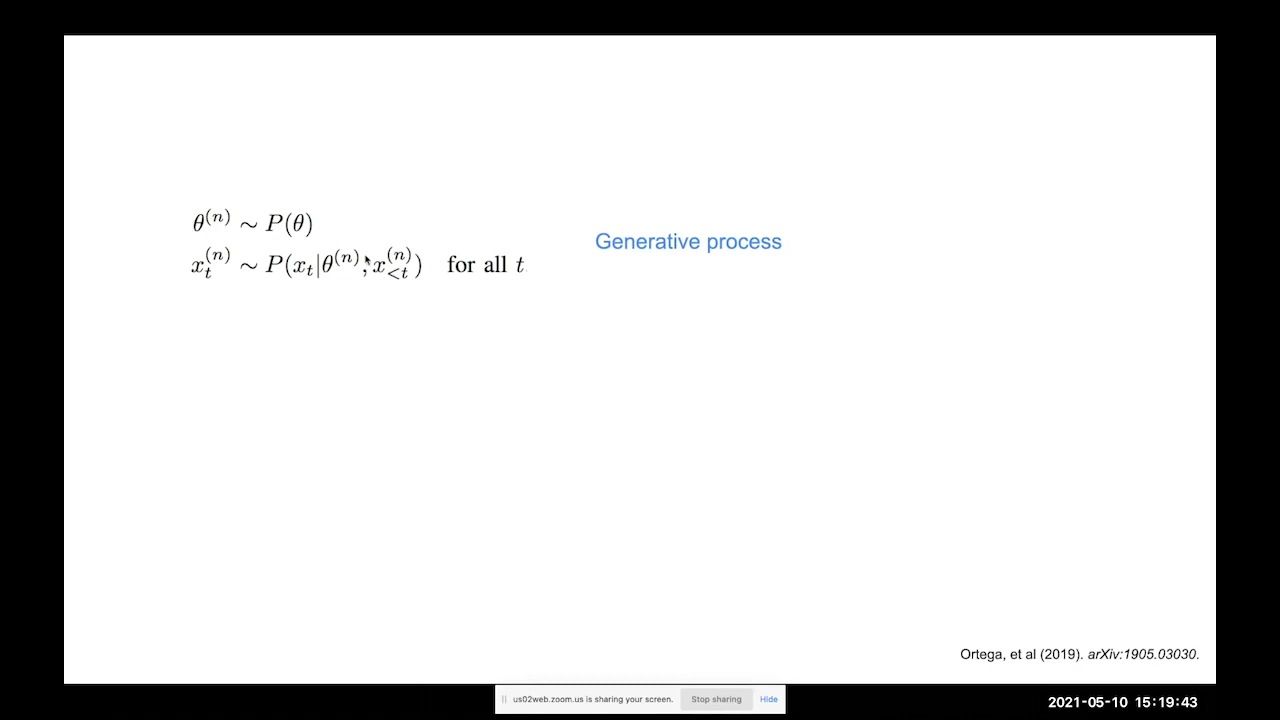 θ^{(n)} ∼ P(θ)
x_t^{(n)} ∼ P(x_t|θ^{(n)}, x_{<t}^{(n)}) for all t
Generative process
Ortega, et al (2019). arXiv:1905.03030.
us02web.zoom.us is sharing your screen. Stop sharing Hide
2021-05-10 15:19:43